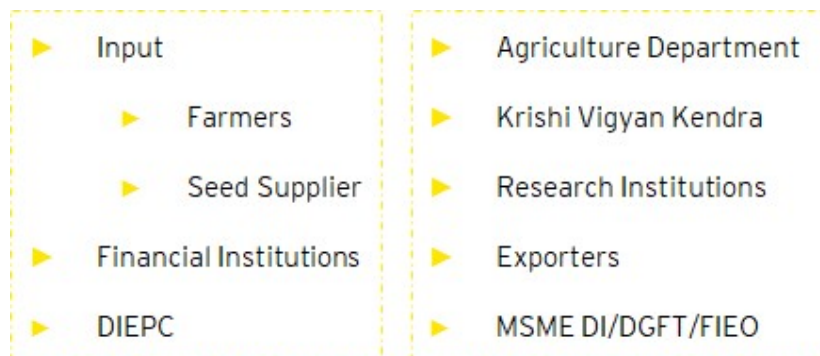 Input
Farmers
Seed Supplier
Financial Institutions
DIEPC
Agriculture Department
Krishi Vigyan Kendra
Research Institutions
Exporters
MSME DI/DGFT/FIEO